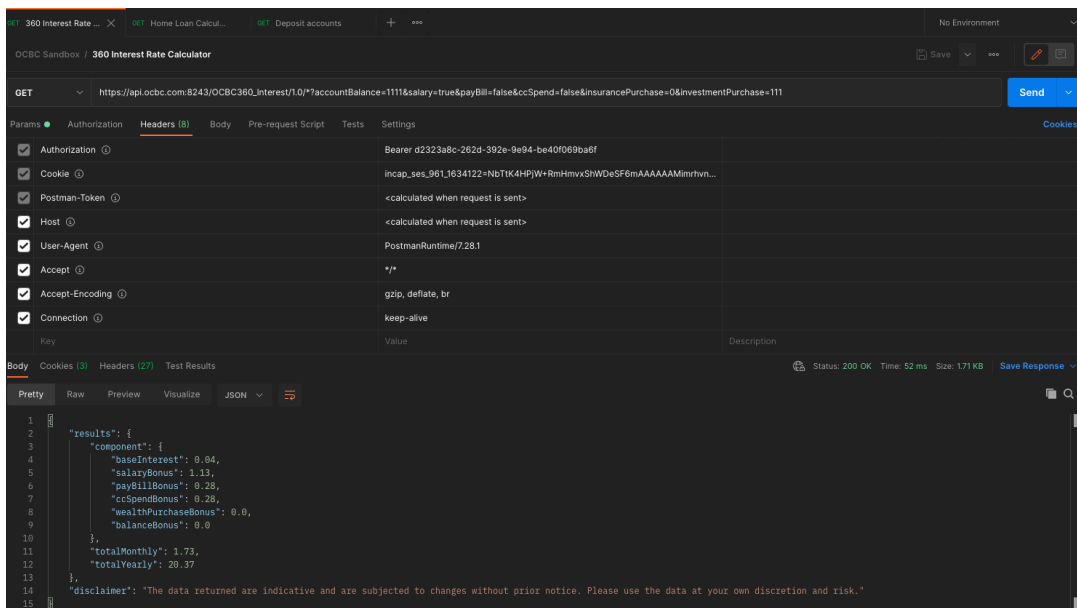 GET 360 Interest Rate ... GET Home Loan Calcul... GET Deposit accounts No Environment
OCBC Sandbox / 360 Interest Rate Calculator Save
GET https://api.ocbc.com:8243/OCBC360_Interest/1.0/*?accountBalance=1111&salary=true&payBill=false&ccSpend=false&insurancePurchase=0&investmentPurchase=111 Send
Params Authorization Headers (8) Body Pre-request Script Tests Settings Cookies
Authorization Bearer d2323a8c-262d-392e-9e94-be40f069ba6f
Cookie incap_ses_961_1634122=NbTtK4HPjW+RmHmvxShWDeSF6mAAAAAAMimrhvn...
Postman-Token <calculated when request is sent>
Host <calculated when request is sent>
User-Agent PostmanRuntime/7.28.1
Accept */*
Accept-Encoding gzip, deflate, br
Connection keep-alive
Key Value Description
Body Cookies (3) Headers (27) Test Results Status: 200 OK Time: 52 ms Size: 1.71 KB Save Response
Pretty Raw Preview Visualize JSON
1 {
2 "results": {
3 "component": {
4 "baseInterest": 0.04,
5 "salaryBonus": 1.13,
6 "payBillBonus": 0.28,
7 "ccSpendBonus": 0.28,
8 "wealthPurchaseBonus": 0.0,
9 "balanceBonus": 0.0
10 },
11 "totalMonthly": 1.73,
12 "totalYearly": 20.37
13 },
14 "disclaimer": "The data returned are indicative and are subjected to changes without prior notice. Please use the data at your own discretion and risk."
15 }